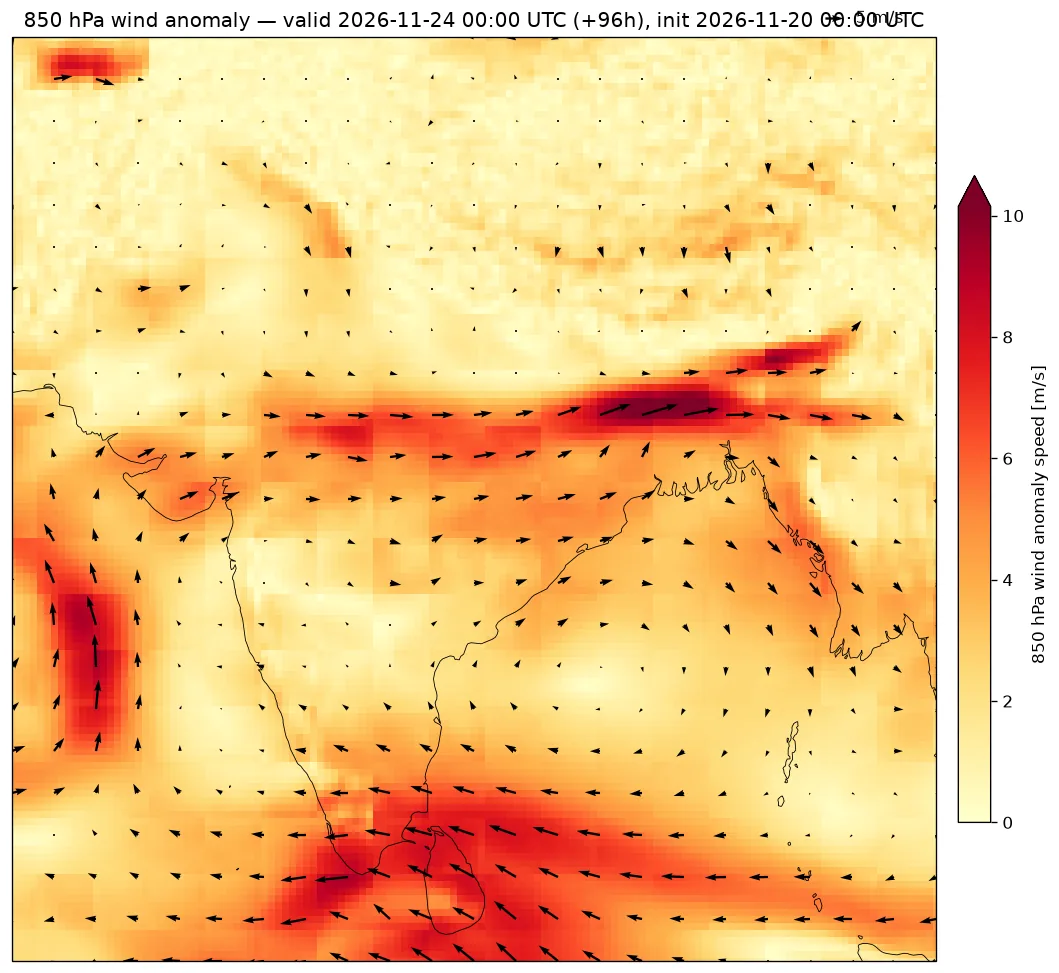 850 hPa wind anomaly — valid 2026-11-24 00:00 UTC (+96h), init 2026-11-20 00:00 UTC
5 m/s
10
8
6
4
2
0
850 hPa wind anomaly speed [m/s]